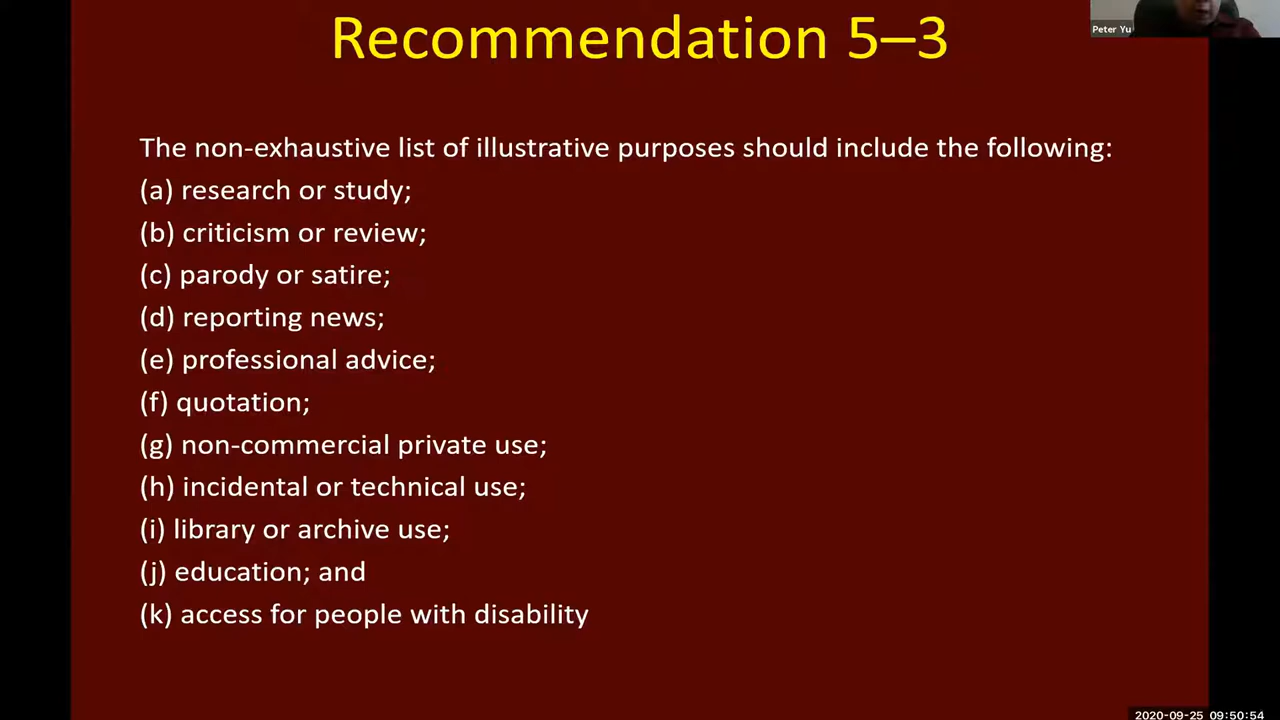 Recommendation 5–3
Peter Yu
The non-exhaustive list of illustrative purposes should include the following:
(a) research or study;
(b) criticism or review;
(c) parody or satire;
(d) reporting news;
(e) professional advice;
(f) quotation;
(g) non-commercial private use;
(h) incidental or technical use;
(i) library or archive use;
(j) education; and
(k) access for people with disability
2020-09-25 09:50:54